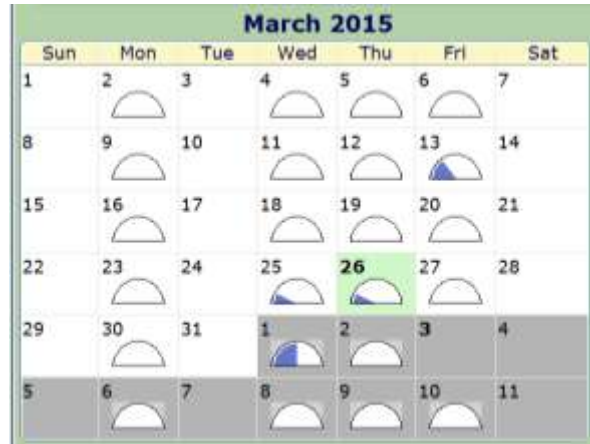 March 2015
Sun Mon Tue Wed Thu Fri Sat
1 2 3 4 5 6 7
8 9 10 11 12 13 14
15 16 17 18 19 20 21
22 23 24 25 26 27 28
29 30 31 1 2 3 4
5 6 7 8 9 10 11